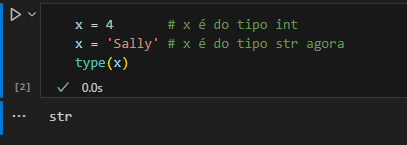 x = 4       # x é do tipo int
x = 'Sally' # x é do tipo str agora
type(x)
[2] 0.0s
str